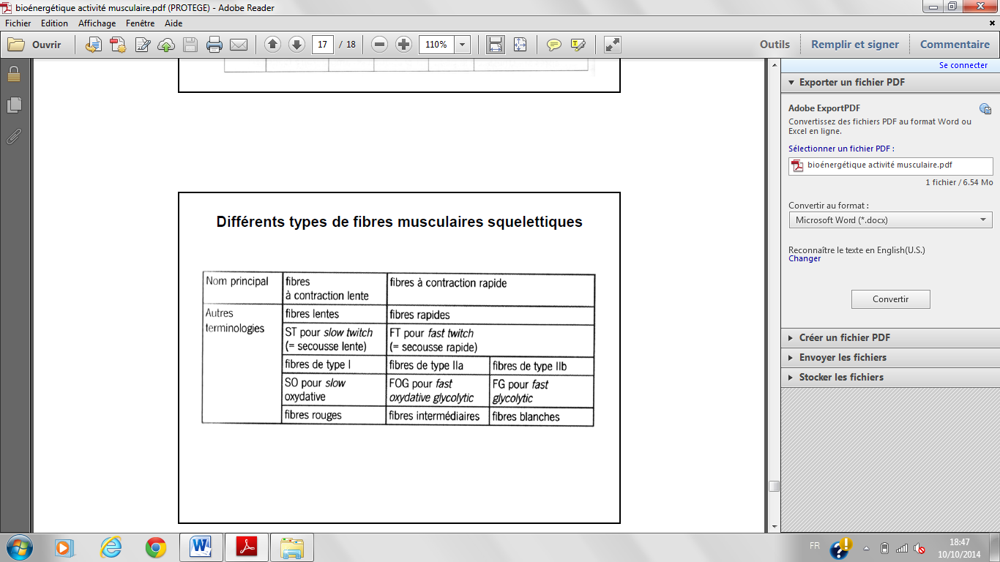 bioénergétique activité musculaire.pdf (PROTEGE) - Adobe Reader
Fichier Edition Affichage Fenêtre Aide
Ouvrir 17 / 18 110% Outils Remplir et signer Commentaire
Se connecter
Exporter un fichier PDF
Adobe ExportPDF
Convertissez des fichiers PDF au format Word ou
Excel en ligne.
Sélectionner un fichier PDF :
bioénergétique activité musculaire.pdf
1 fichier / 6.54 Mo
Convertir au format :
Microsoft Word (*.docx)
Reconnaître le texte en English(U.S.)
Changer
Convertir
Créer un fichier PDF
Envoyer les fichiers
Stocker les fichiers
Différents types de fibres musculaires squelettiques
Nom principal
fibres
à contraction lente
fibres à contraction rapide
Autres
terminologies
fibres lentes
fibres rapides
ST pour slow twitch
(= secousse lente)
FT pour fast twitch
(= secousse rapide)
fibres de type I
fibres de type IIa
fibres de type IIb
SO pour slow
oxydative
FOG pour fast
oxydative glycolytic
FG pour fast
glycolytic
fibres rouges
fibres intermédiaires
fibres blanches
FR
18:47
10/10/2014